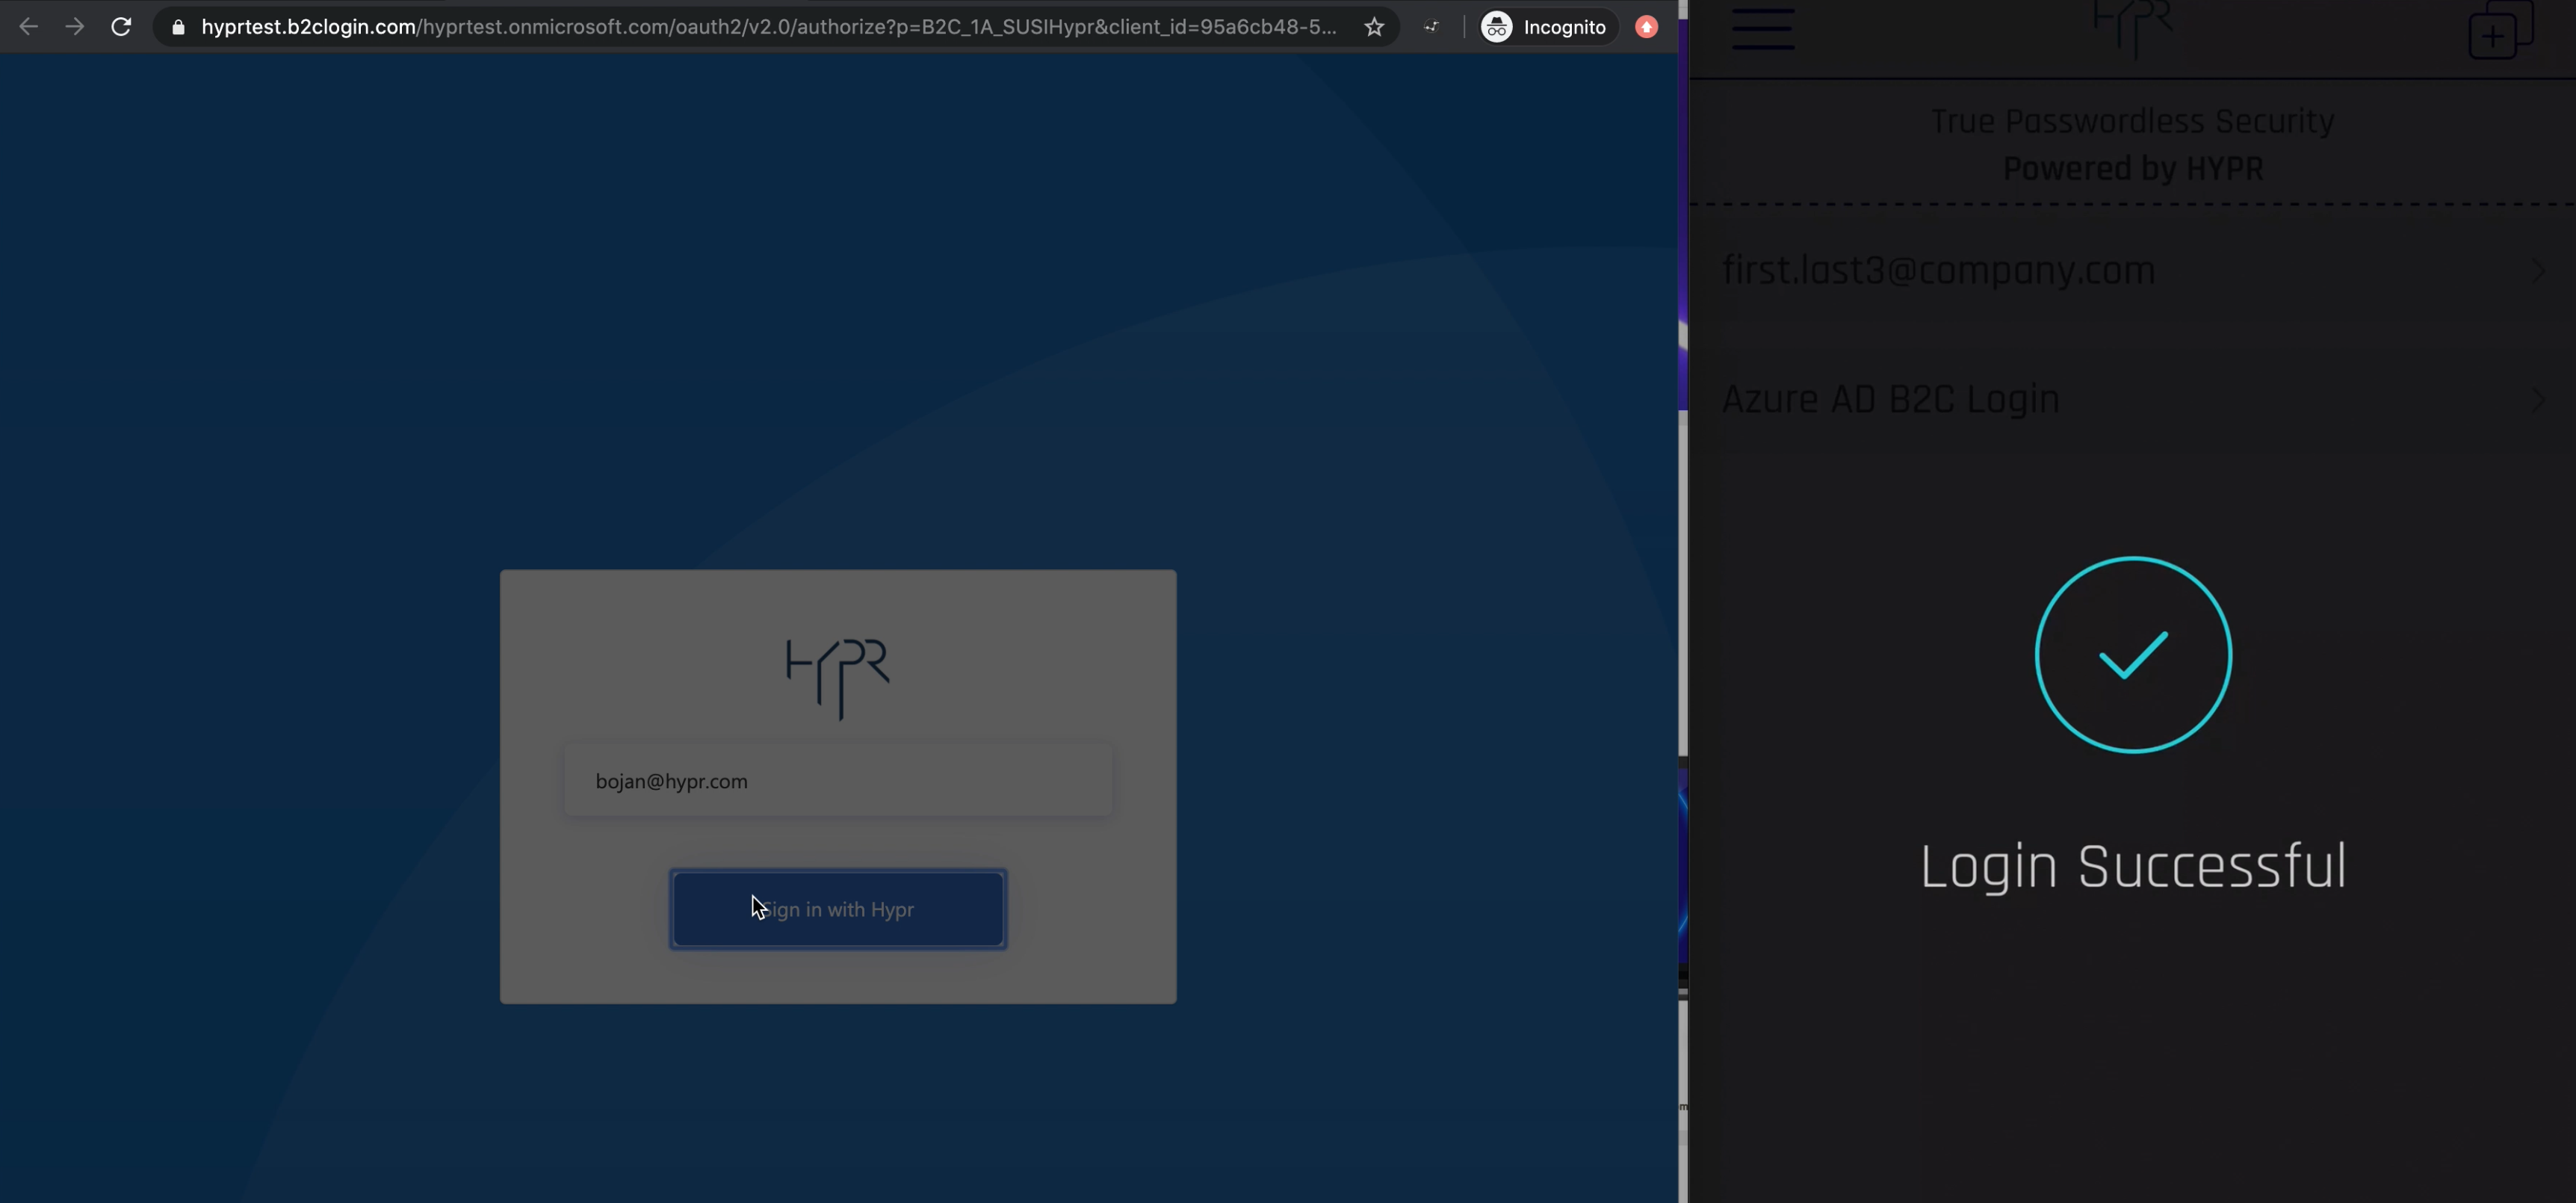 hyprtest.b2clogin.com/hyprtest.onmicrosoft.com/oauth2/v2.0/authorize?p=B2C_1A_SUSIHypr&client_id=95a6cb48-5...
Incognito
HYPR
bojan@hypr.com
Sign in with Hypr
HYPR
True Passwordless Security
Powered by HYPR
first.last3@company.com
Azure AD B2C Login
Login Successful